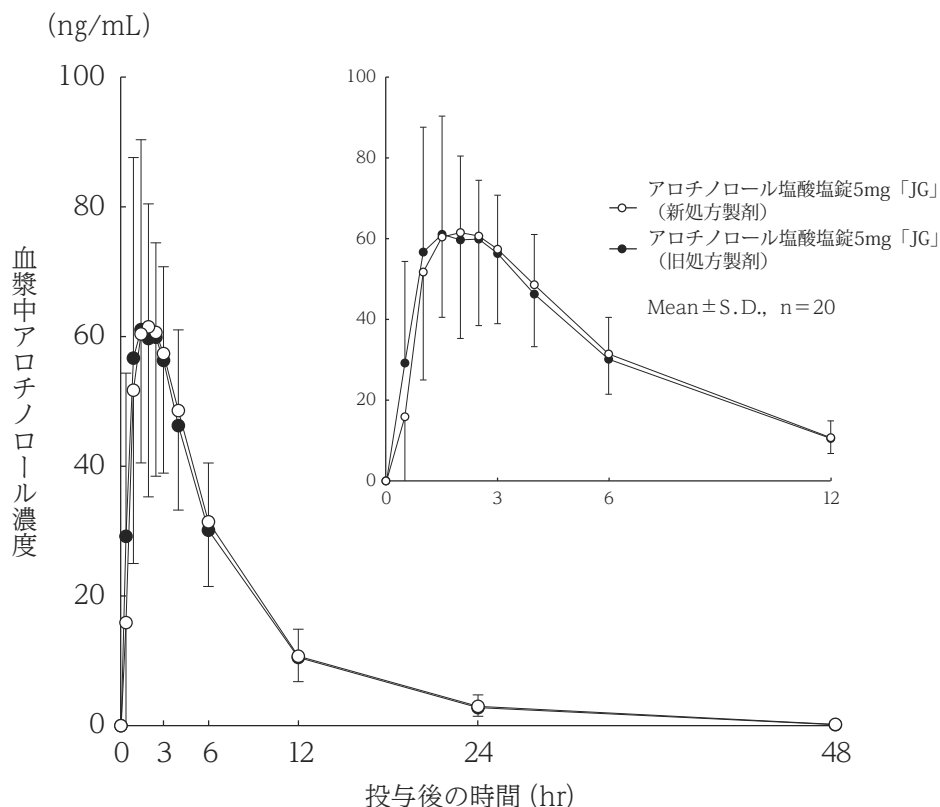 (ng/mL)
100
80
60
40
20
0
血漿中アロチノロール濃度
0 3 6 12 24 48
投与後の時間 (hr)
100
80
60
40
20
0
0 3 6 12
アロチノロール塩酸塩錠5mg「JG」
（新処方製剤）
アロチノロール塩酸塩錠5mg「JG」
（旧処方製剤）
Mean±S.D., n=20